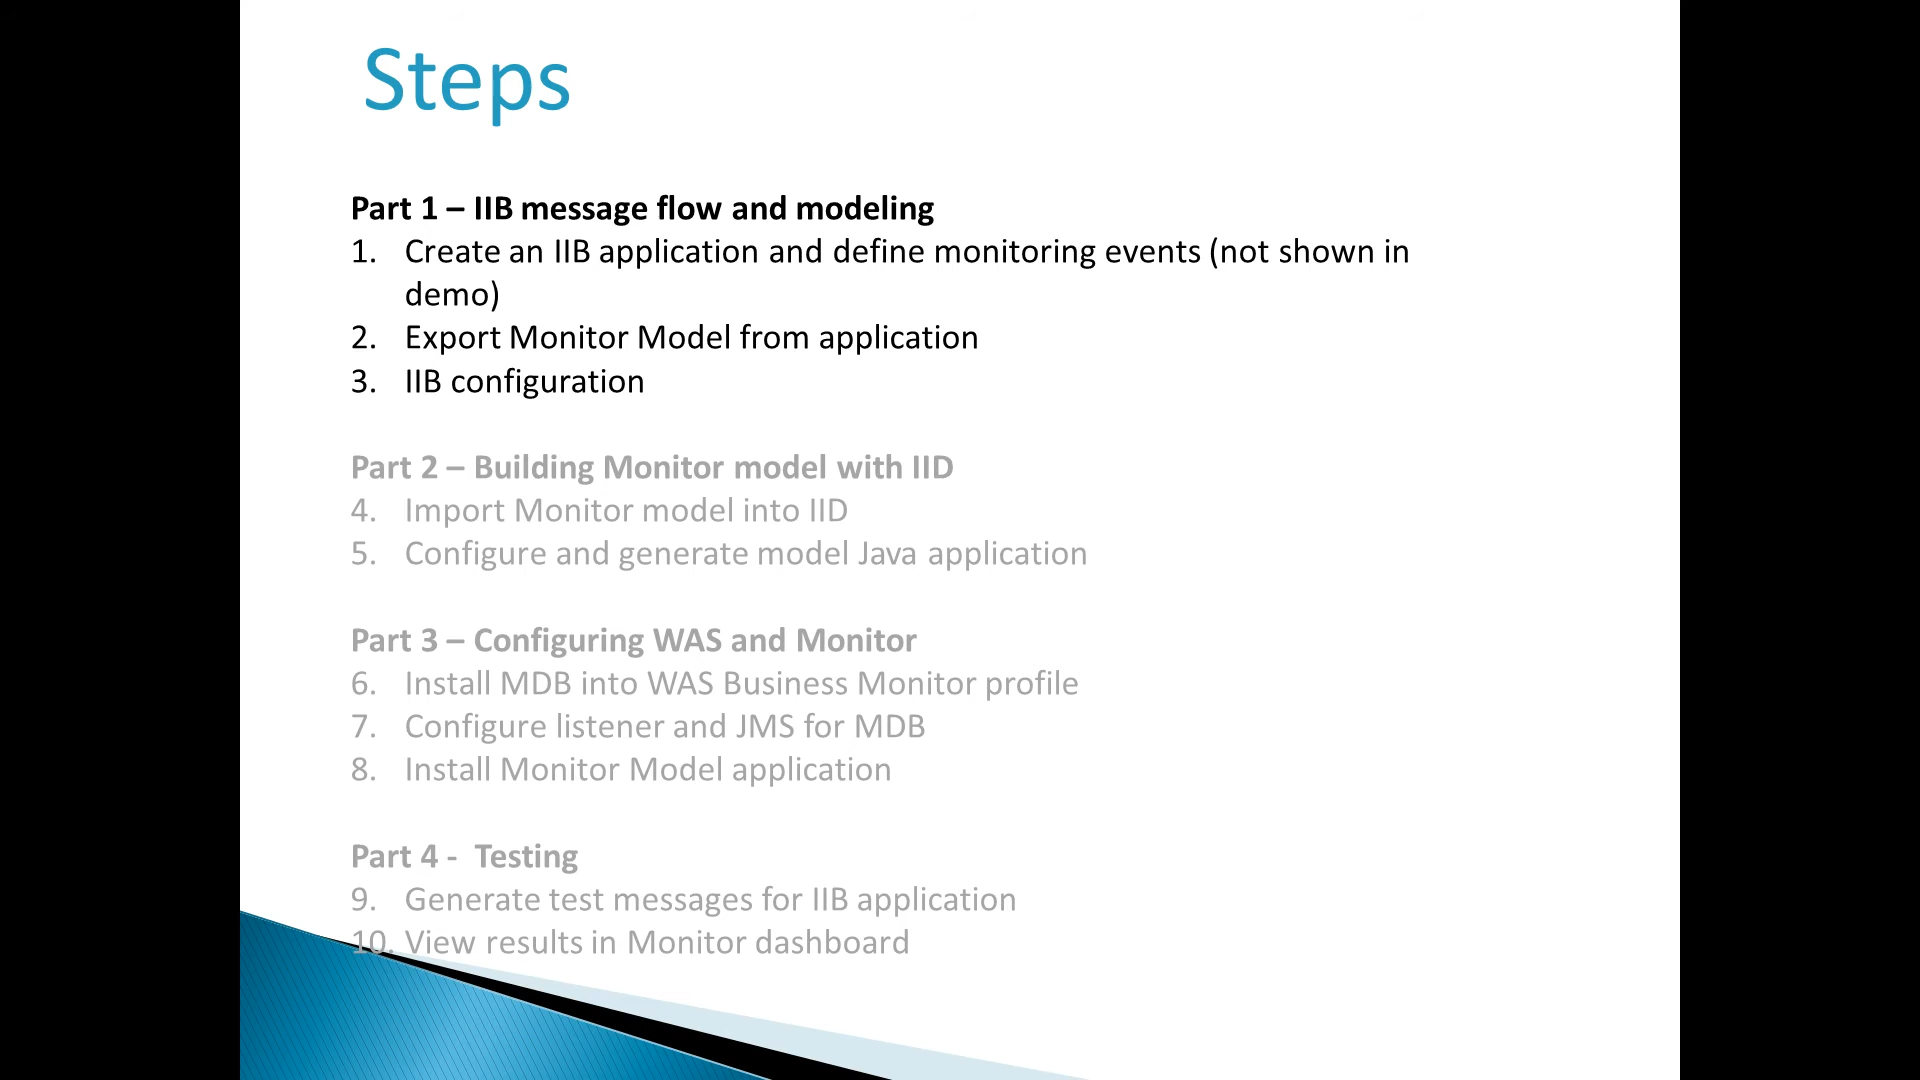 Steps
Part 1 – IIB message flow and modeling
1. Create an IIB application and define monitoring events (not shown in
demo)
2. Export Monitor Model from application
3. IIB configuration
Part 2 – Building Monitor model with IID
4. Import Monitor model into IID
5. Configure and generate model Java application
Part 3 – Configuring WAS and Monitor
6. Install MDB into WAS Business Monitor profile
7. Configure listener and JMS for MDB
8. Install Monitor Model application
Part 4 - Testing
9. Generate test messages for IIB application
10. View results in Monitor dashboard